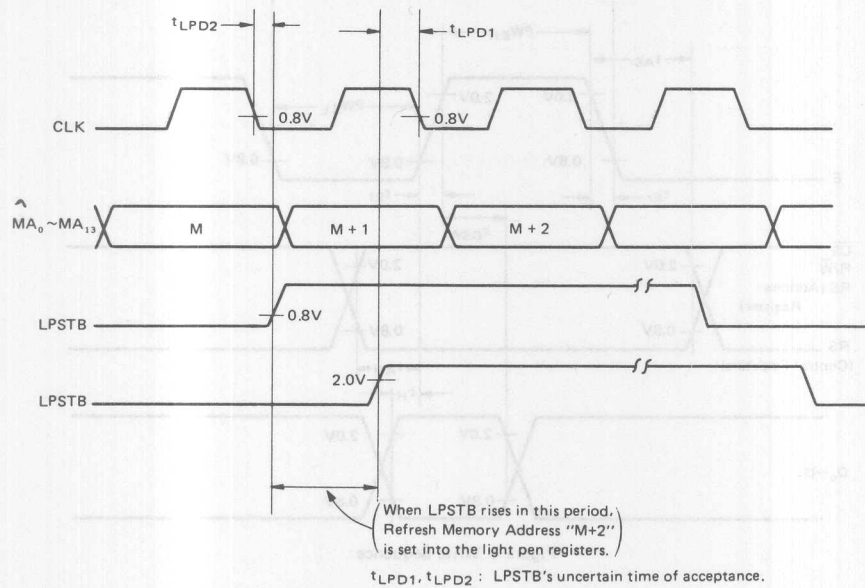 tLPD2
tLPD1
CLK
0.8V
0.8V
MA0~MA13
M
M + 1
M + 2
LPSTB
0.8V
LPSTB
2.0V
When LPSTB rises in this period,
Refresh Memory Address "M+2"
is set into the light pen registers.
tLPD1, tLPD2 : LPSTB's uncertain time of acceptance.